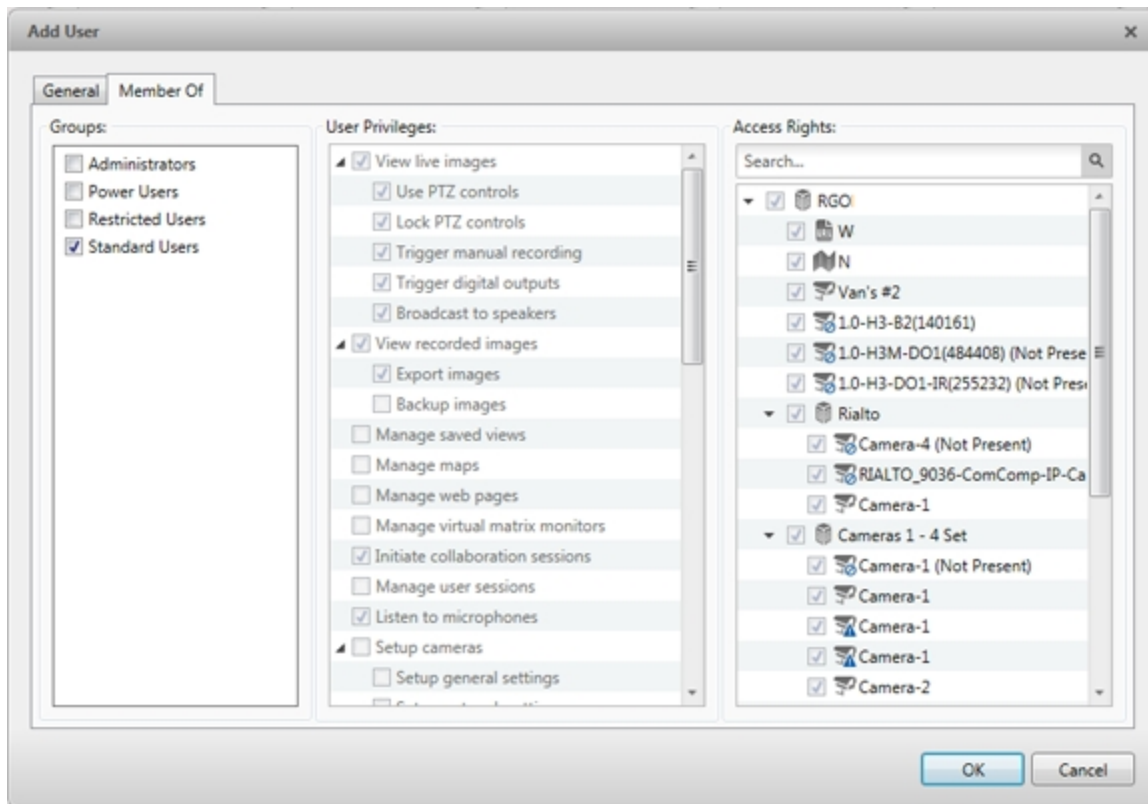 Add User
General
Member Of
Groups:
Administrators
Power Users
Restricted Users
Standard Users
User Privileges:
View live images
Use PTZ controls
Lock PTZ controls
Trigger manual recording
Trigger digital outputs
Broadcast to speakers
View recorded images
Export images
Backup images
Manage saved views
Manage maps
Manage web pages
Manage virtual matrix monitors
Initiate collaboration sessions
Manage user sessions
Listen to microphones
Setup cameras
Setup general settings
Access Rights:
Search...
RGO
W
N
Van's #2
1.0-H3-B2(140161)
1.0-H3M-DO1(484408) (Not Prese
1.0-H3-DO1-IR(255232) (Not Pres
Rialto
Camera-4 (Not Present)
RIALTO_9036-ComComp-IP-Ca
Camera-1
Cameras 1 - 4 Set
Camera-1 (Not Present)
Camera-1
Camera-1
Camera-1
Camera-2
OK
Cancel